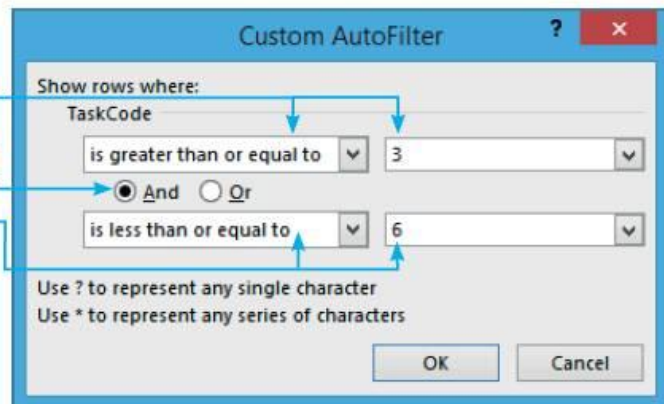 Custom AutoFilter ? ×
Show rows where:
TaskCode
is greater than or equal to 3
And Or
is less than or equal to 6
Use ? to represent any single character
Use * to represent any series of characters
OK Cancel